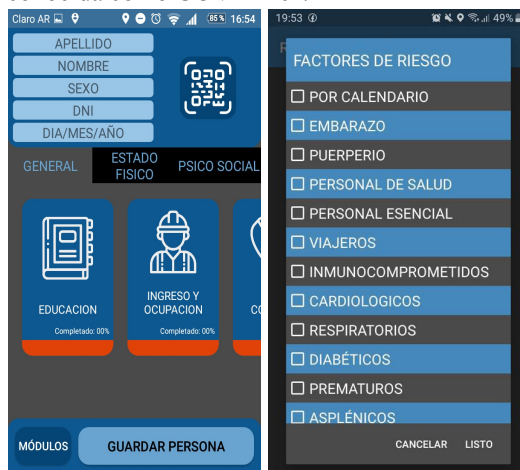 Claro AR 85% 16:54
APELLIDO
NOMBRE
SEXO
DNI
DIA/MES/AÑO
GENERAL
ESTADO
FISICO
PSICO SOCIAL
EDUCACION
Completado: 00%
INGRESO Y
OCUPACION
Completado: 00%
MÓDULOS
GUARDAR PERSONA
19:53 49%
FACTORES DE RIESGO
POR CALENDARIO
EMBARAZO
PUERPERIO
PERSONAL DE SALUD
PERSONAL ESENCIAL
VIAJEROS
INMUNOCOMPROMETIDOS
CARDIOLOGICOS
RESPIRATORIOS
DIABÉTICOS
PREMATUROS
ASPLÉNICOS
CANCELAR LISTO